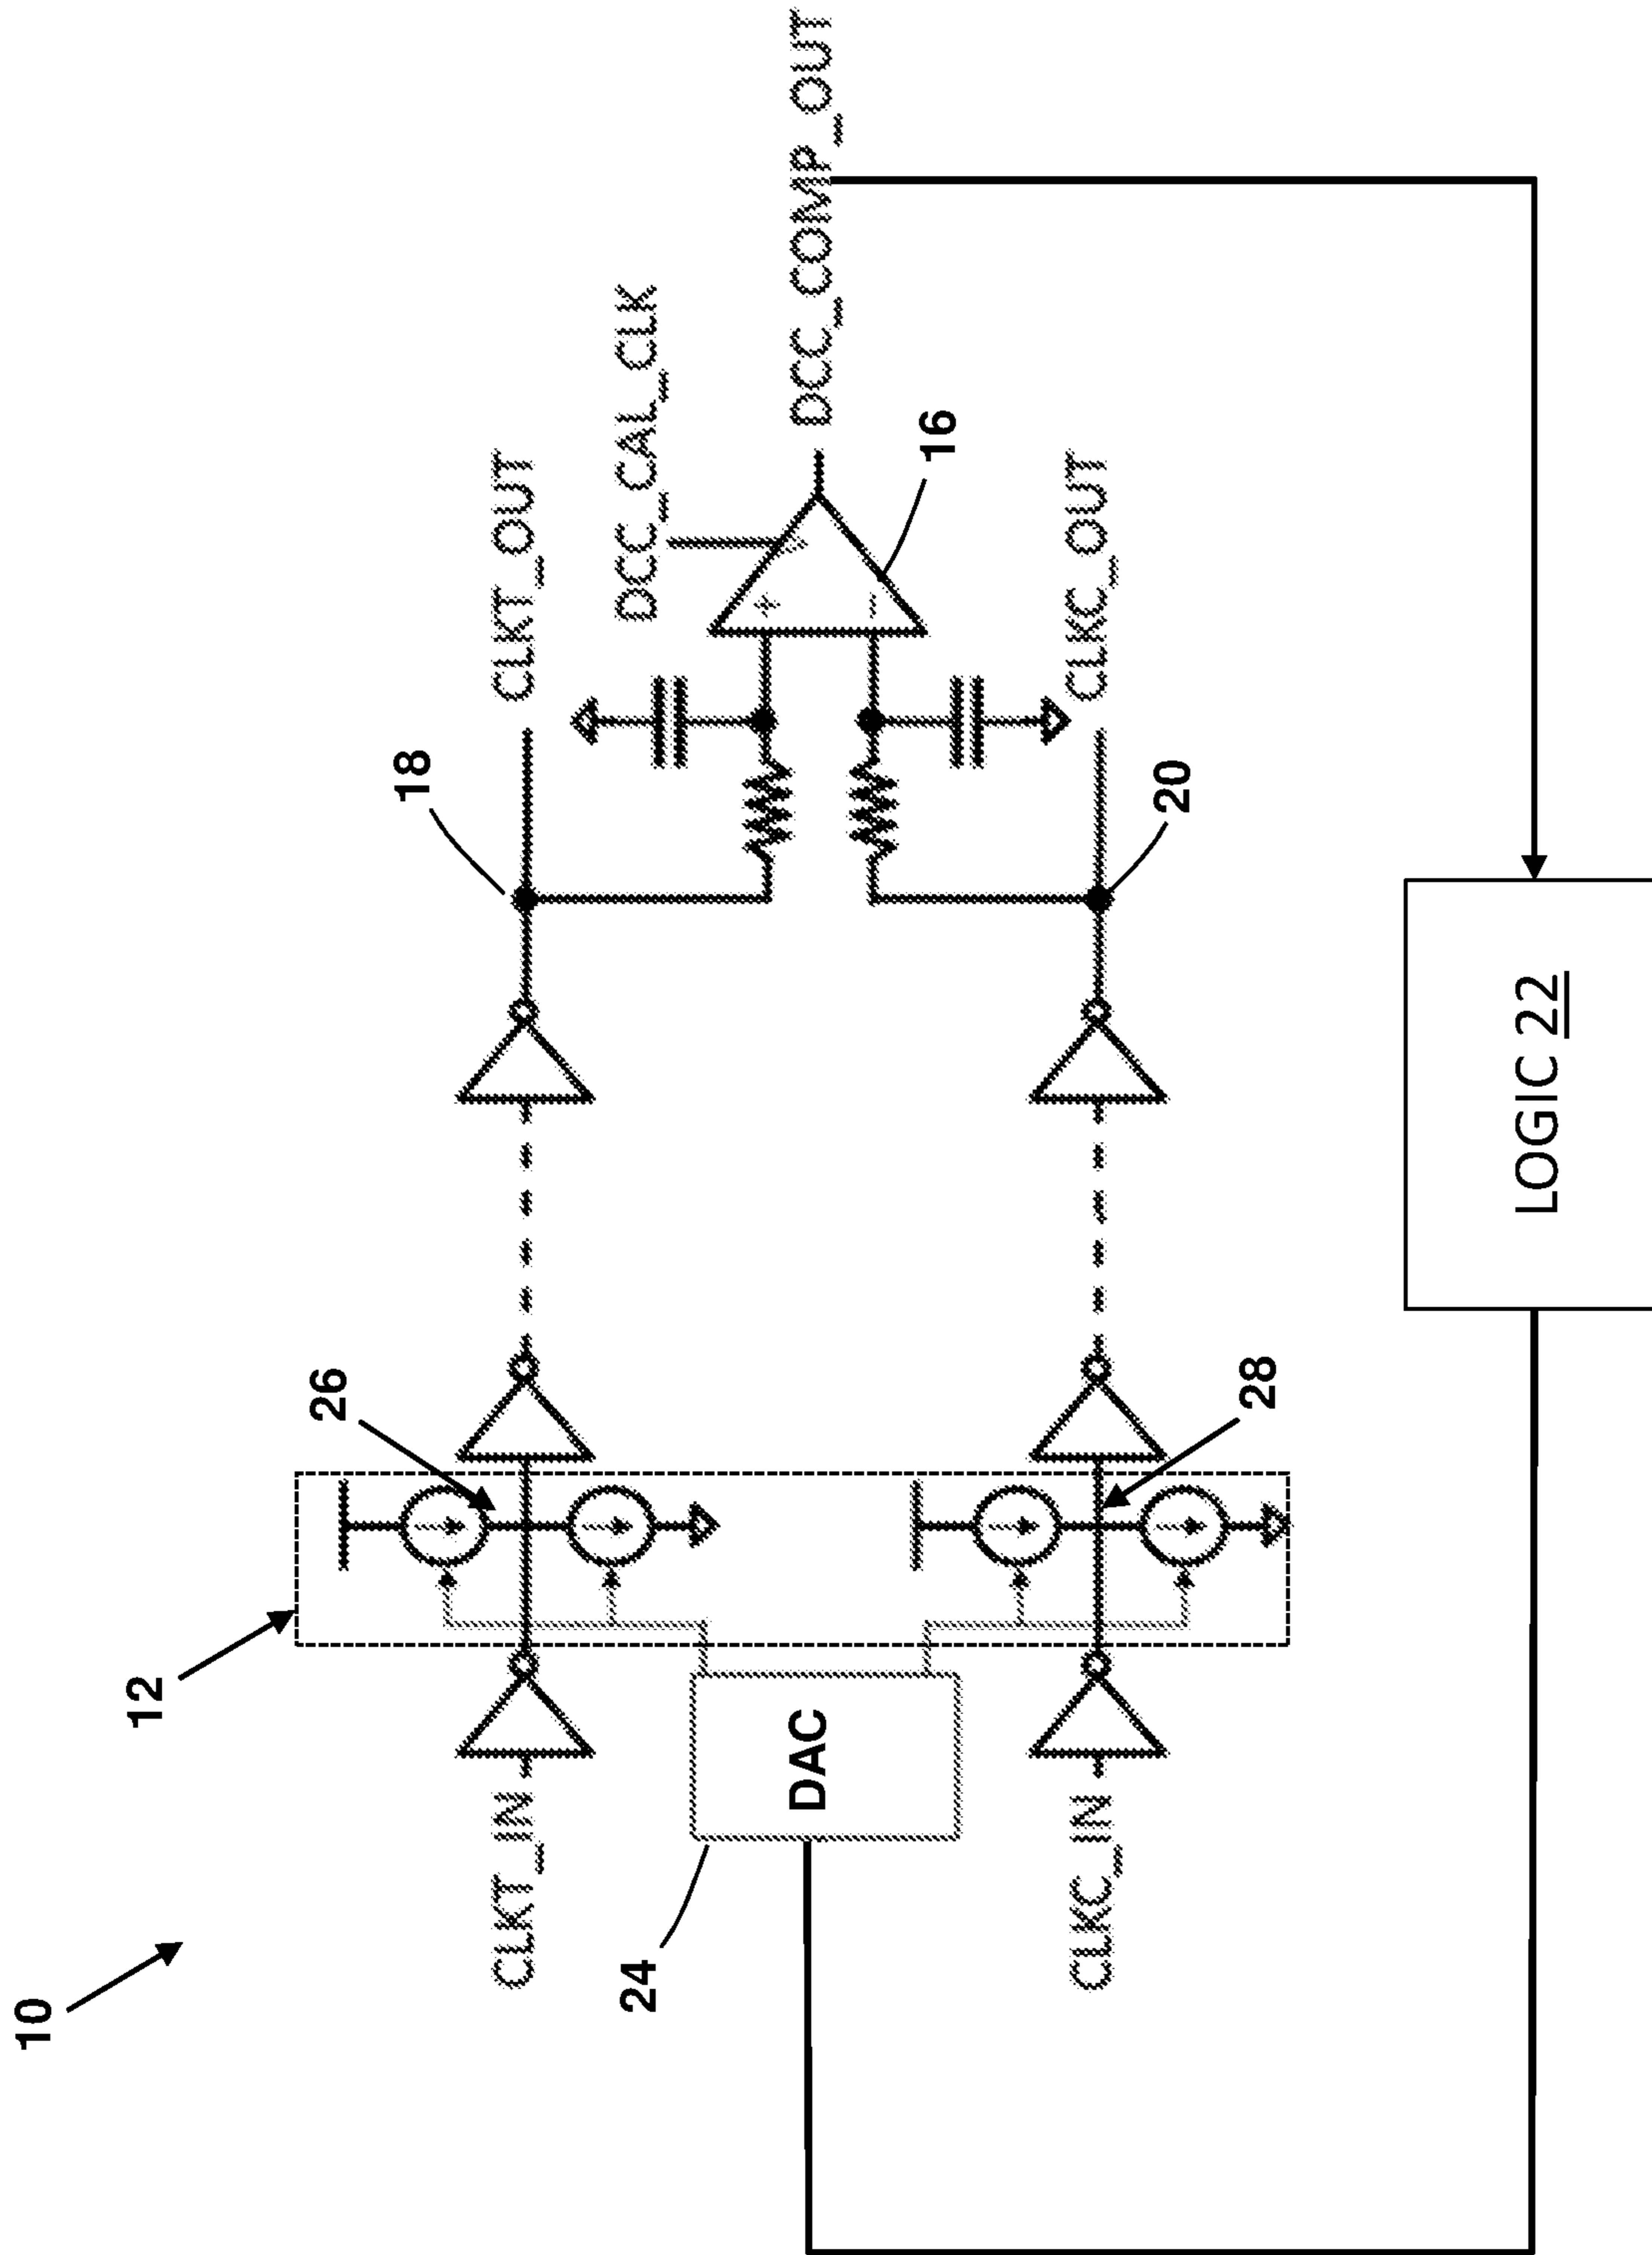 10
12
26
18
CLKT_IN
CLKT_OUT
DCC_CAL_CLK
24
DAC
+
−
DCC_COMP_OUT
16
CLKC_IN
CLKC_OUT
28
20
LOGIC 22